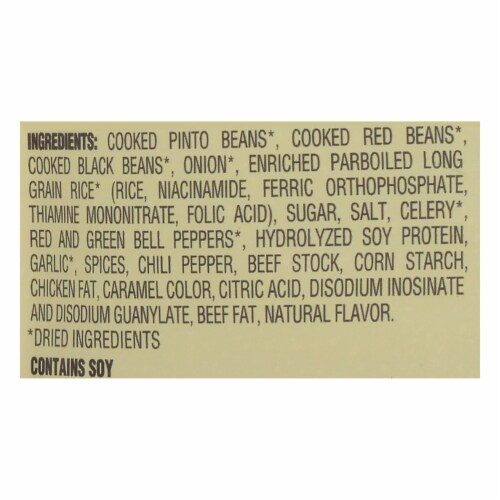 INGREDIENTS: COOKED PINTO BEANS*, COOKED RED BEANS*,
COOKED BLACK BEANS*, ONION*, ENRICHED PARBOILED LONG
GRAIN RICE* (RICE, NIACINAMIDE, FERRIC ORTHOPHOSPHATE,
THIAMINE MONONITRATE, FOLIC ACID), SUGAR, SALT, CELERY*,
RED AND GREEN BELL PEPPERS*, HYDROLYZED SOY PROTEIN,
GARLIC*, SPICES, CHILI PEPPER, BEEF STOCK, CORN STARCH,
CHICKEN FAT, CARAMEL COLOR, CITRIC ACID, DISODIUM INOSINATE
AND DISODIUM GUANYLATE, BEEF FAT, NATURAL FLAVOR.
*DRIED INGREDIENTS
CONTAINS SOY